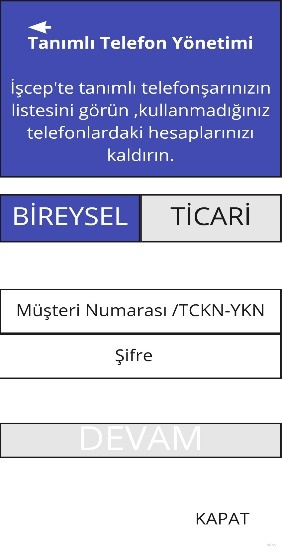 Tanımlı Telefon Yönetimi
İşcep'te tanımlı telefonşarınızın
listesini görün ,kullanmadığınız
telefonlardaki hesaplarınızı
kaldırın.
BİREYSEL TİCARİ
Müşteri Numarası /TCKN-YKN
Şifre
DEVAM
KAPAT